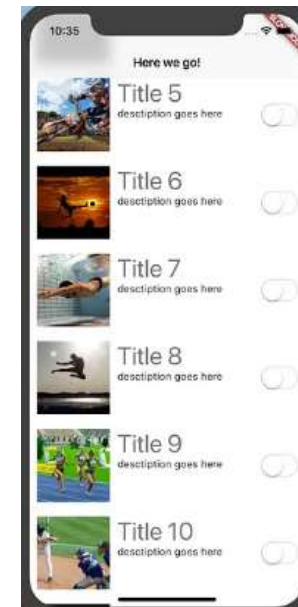 10:35
Here we go!
Title 5
desctiption goes here
Title 6
desctiption goes here
Title 7
desctiption goes here
Title 8
desctiption goes here
Title 9
desctiption goes here
Title 10
desctiption goes here